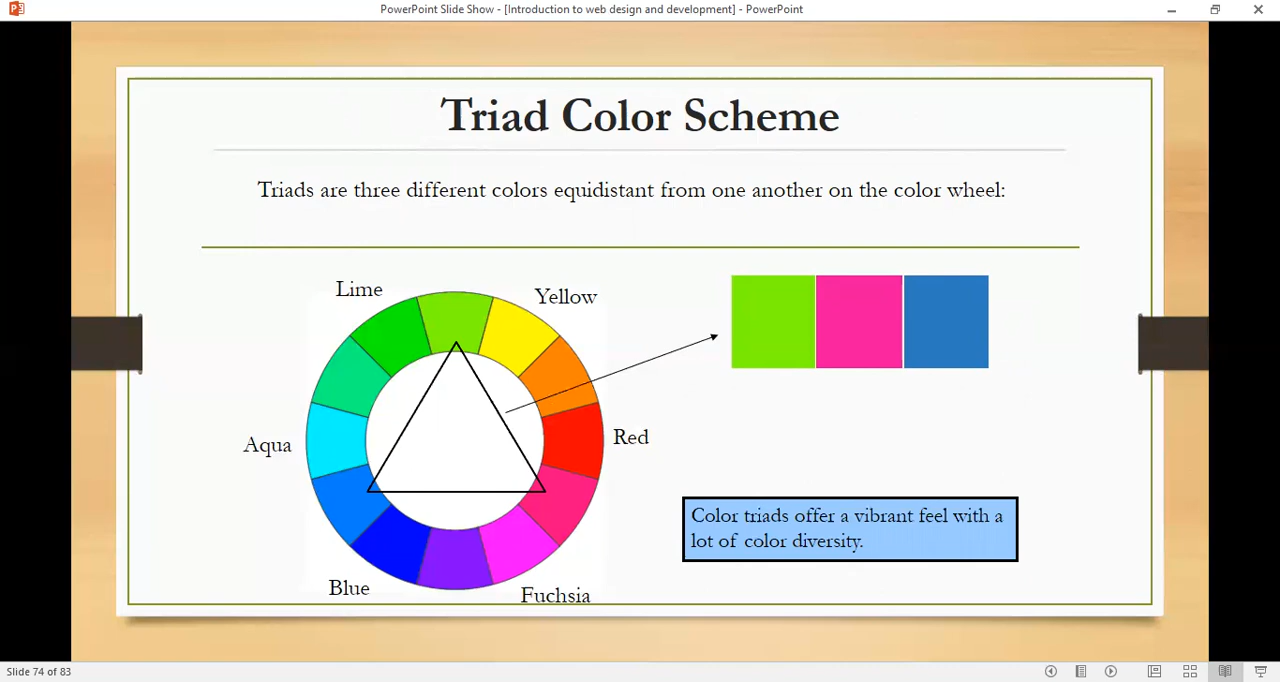 PowerPoint Slide Show - [Introduction to web design and development] - PowerPoint
Triad Color Scheme
Triads are three different colors equidistant from one another on the color wheel:
Lime
Yellow
Aqua
Red
Color triads offer a vibrant feel with a
lot of color diversity.
Blue
Fuchsia
Slide 74 of 83